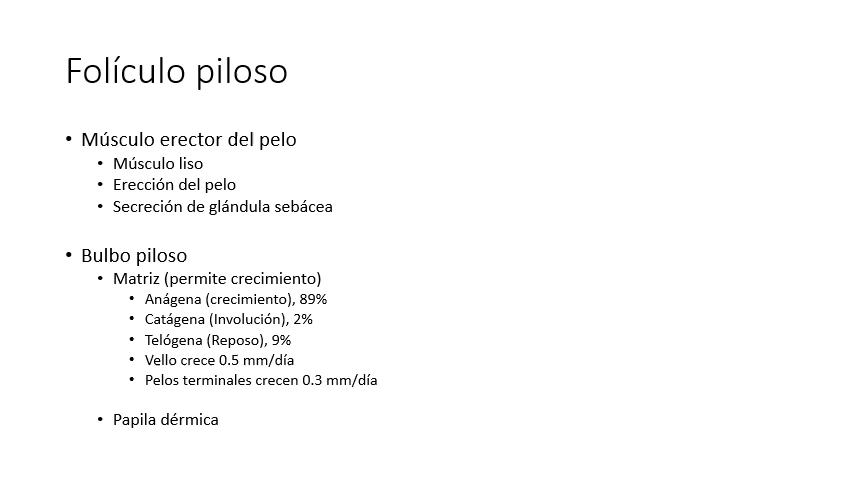 Folículo piloso
• Músculo erector del pelo
• Músculo liso
• Erección del pelo
• Secreción de glándula sebácea
• Bulbo piloso
• Matriz (permite crecimiento)
• Anágena (crecimiento), 89%
• Catágena (Involución), 2%
• Telógena (Reposo), 9%
• Vello crece 0.5 mm/día
• Pelos terminales crecen 0.3 mm/día
• Papila dérmica